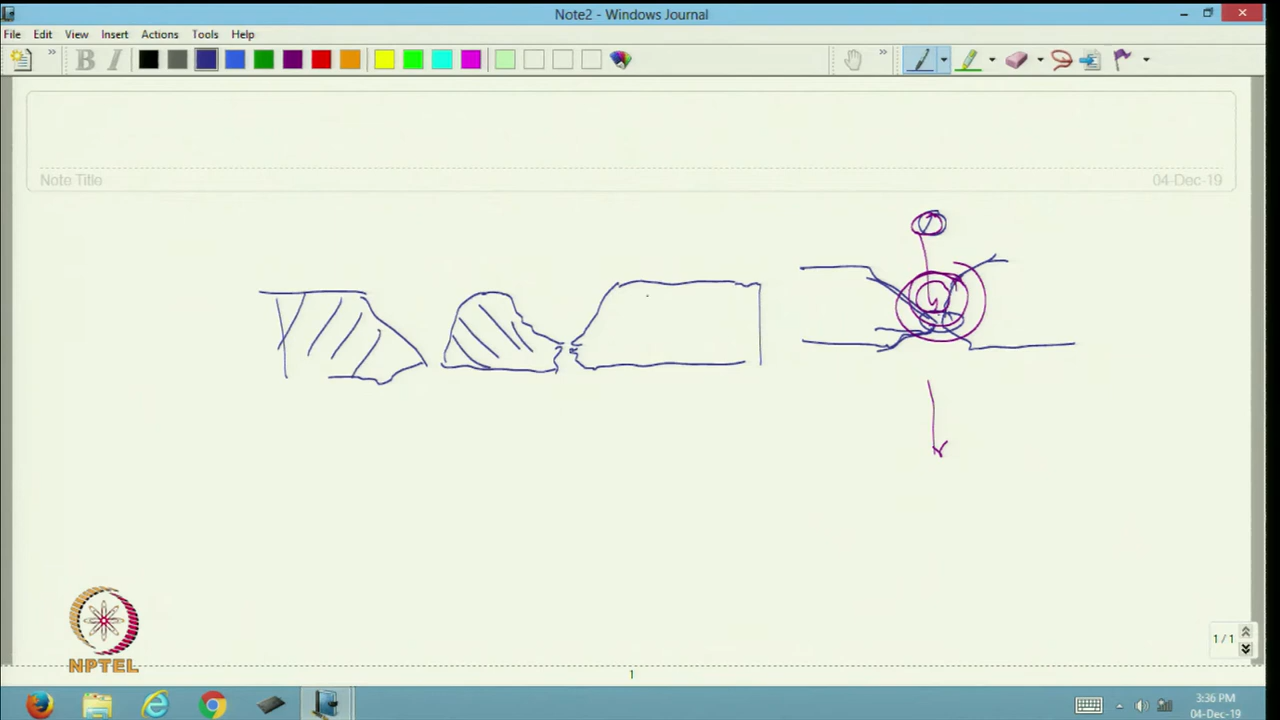 Note2 - Windows Journal
File Edit View Insert Actions Tools Help
B I
Note Title
04-Dec-19
1 / 1
NPTEL
1
3:36 PM
04-Dec-19